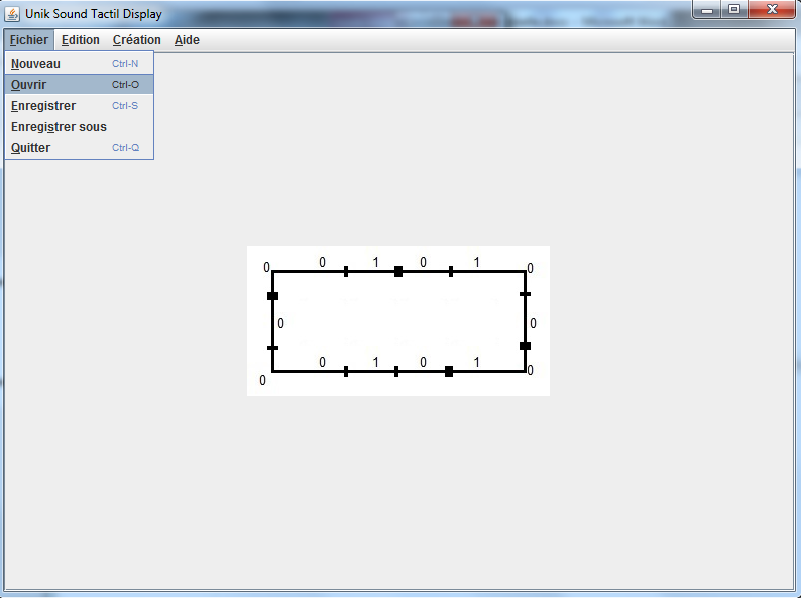 Unik Sound Tactil Display
Fichier Edition Création Aide
Nouveau Ctrl-N
Ouvrir Ctrl-O
Enregistrer Ctrl-S
Enregistrer sous
Quitter Ctrl-Q
0 0 1 0 1 0
0 0
0 1 0 1 0
0